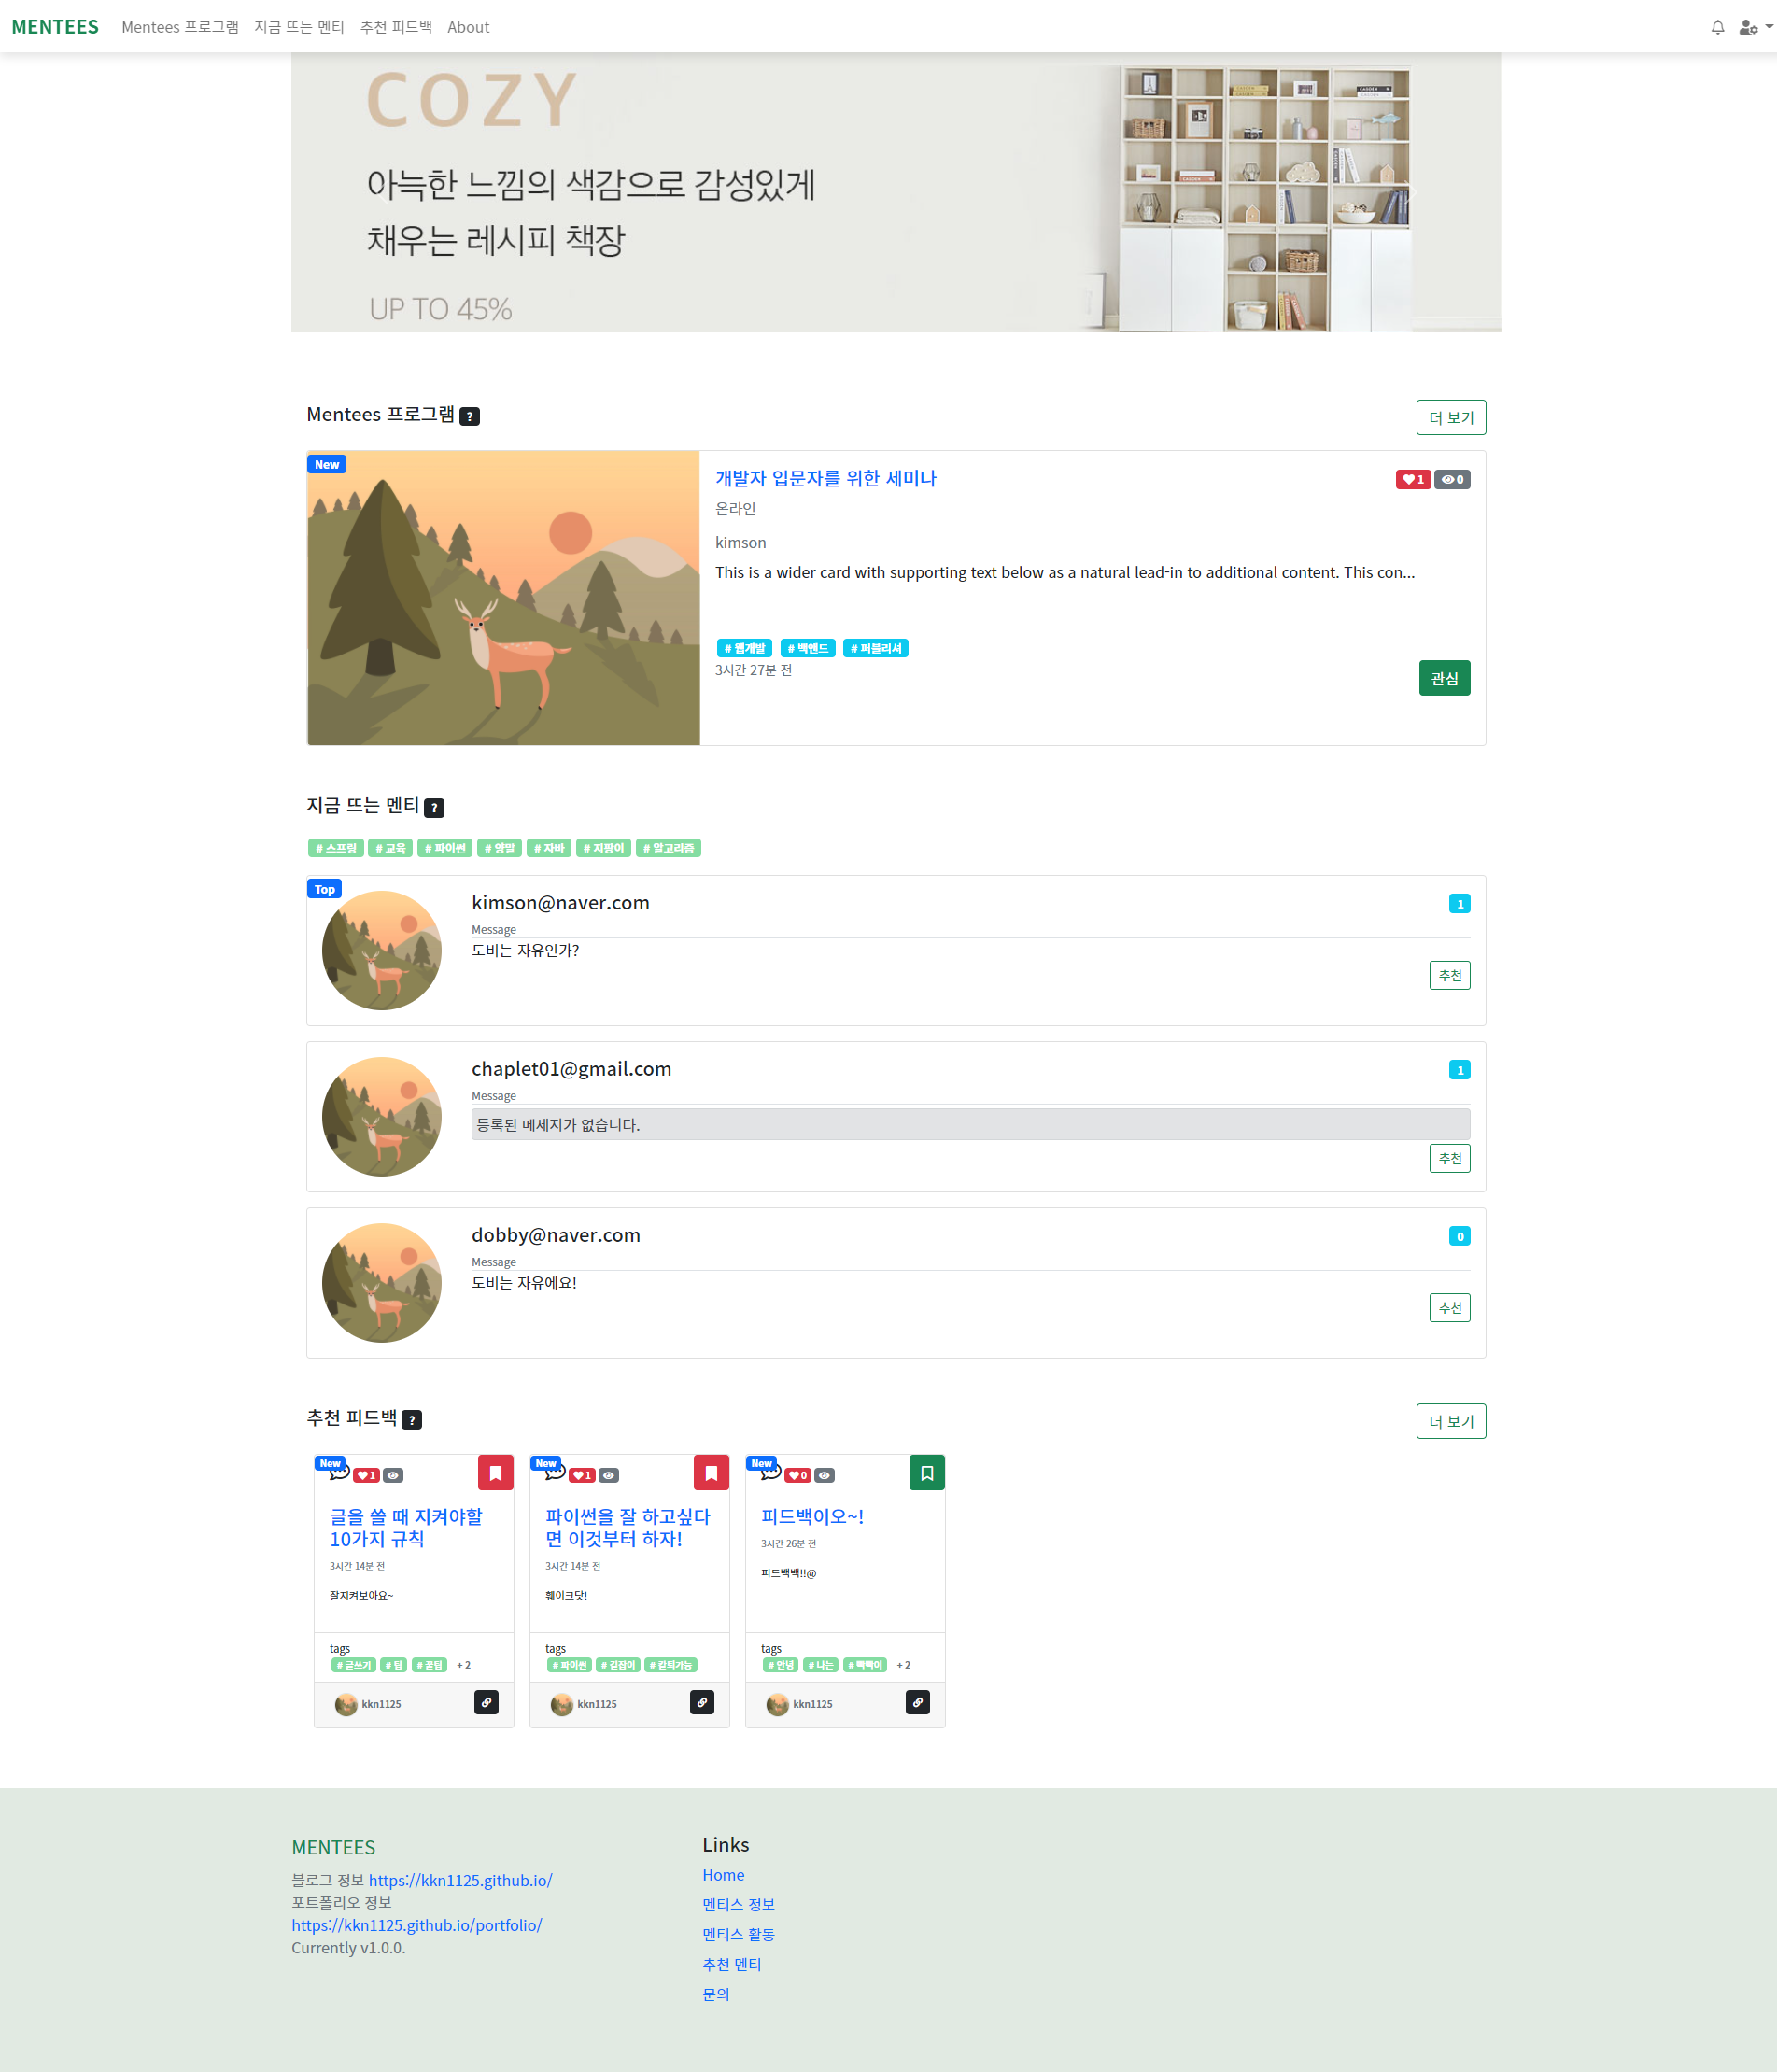 MENTEES Mentees 프로그램 지금 뜨는 멘티 추천 피드백 About
COZY
아늑한 느낌의 색감으로 감성있게
채우는 레시피 책장
UP TO 45%
Mentees 프로그램 ? 더 보기
New
개발자 입문자를 위한 세미나 1 0
온라인
kimson
This is a wider card with supporting text below as a natural lead-in to additional content. This con...
# 웹개발 # 백엔드 # 퍼블리셔
3시간 27분 전
관심
지금 뜨는 멘티 ?
# 스프링 # 교육 # 파이썬 # 양말 # 자바 # 지팡이 # 알고리즘
Top
kimson@naver.com 1
Message
도비는 자유인가?
추천
chaplet01@gmail.com 1
Message
등록된 메세지가 없습니다.
추천
dobby@naver.com 0
Message
도비는 자유에요!
추천
추천 피드백 ? 더 보기
New 1
글을 쓸 때 지켜야할
10가지 규칙
3시간 14분 전
잘지켜보아요~
tags
# 글쓰기 # 팁 # 꿀팁 + 2
kkn1125
New 1
파이썬을 잘 하고싶다
면 이것부터 하자!
3시간 14분 전
훼이크닷!
tags
# 파이썬 # 길잡이 # 칼퇴가능
kkn1125
New 0
피드백이오~!
3시간 26분 전
피드백백!!@
tags
# 안녕 # 나는 # 빡빡이 + 2
kkn1125
MENTEES
블로그 정보 https://kkn1125.github.io/
포트폴리오 정보
https://kkn1125.github.io/portfolio/
Currently v1.0.0.
Links
Home
멘티스 정보
멘티스 활동
추천 멘티
문의